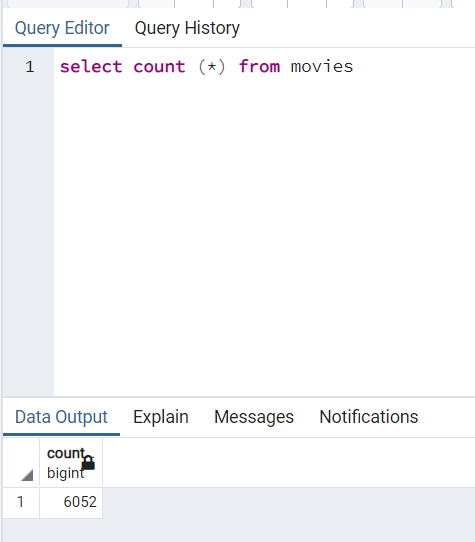 Query Editor Query History
1 select count (*) from movies
Data Output Explain Messages Notifications
count
bigint
1 6052